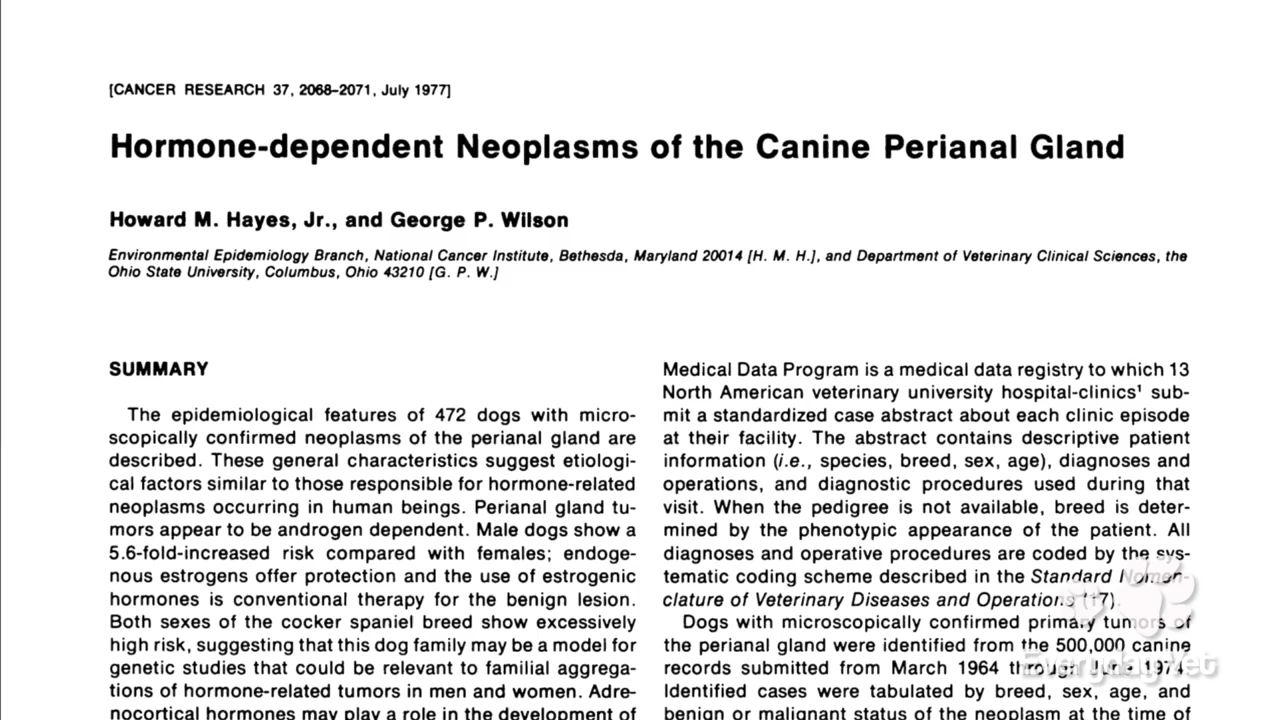 [CANCER RESEARCH 37, 2068–2071, July 1977]
Hormone-dependent Neoplasms of the Canine Perianal Gland
Howard M. Hayes, Jr., and George P. Wilson
Environmental Epidemiology Branch, National Cancer Institute, Bethesda, Maryland 20014 [H. M. H.], and Department of Veterinary Clinical Sciences, the
Ohio State University, Columbus, Ohio 43210 [G. P. W.]
SUMMARY
The epidemiological features of 472 dogs with micro-
scopically confirmed neoplasms of the perianal gland are
described. These general characteristics suggest etiologi-
cal factors similar to those responsible for hormone-related
neoplasms occurring in human beings. Perianal gland tu-
mors appear to be androgen dependent. Male dogs show a
5.6-fold-increased risk compared with females; endoge-
nous estrogens offer protection and the use of estrogenic
hormones is conventional therapy for the benign lesion.
Both sexes of the cocker spaniel breed show excessively
high risk, suggesting that this dog family may be a model for
genetic studies that could be relevant to familial aggrega-
tions of hormone-related tumors in men and women. Adre-
nocortical hormones may play a role in the development of
Medical Data Program is a medical data registry to which 13
North American veterinary university hospital-clinics¹ sub-
mit a standardized case abstract about each clinic episode
at their facility. The abstract contains descriptive patient
information (i.e., species, breed, sex, age), diagnoses and
operations, and diagnostic procedures used during that
visit. When the pedigree is not available, breed is deter-
mined by the phenotypic appearance of the patient. All
diagnoses and operative procedures are coded by the sys-
tematic coding scheme described in the Standard Nomen-
clature of Veterinary Diseases and Operations (17).
Dogs with microscopically confirmed primary tumors of
the perianal gland were identified from the 500,000 canine
records submitted from March 1964 through June 1974.
Identified cases were tabulated by breed, sex, age, and
benign or malignant status of the neoplasm at the time of
Everyday Vet